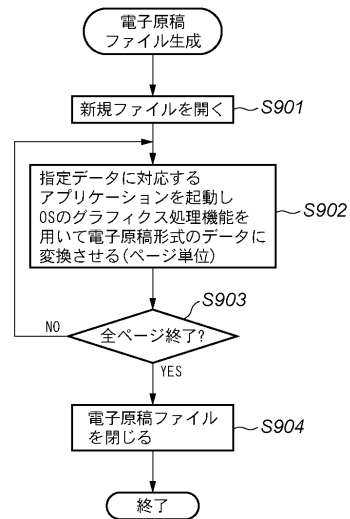 電子原稿
ファイル生成
新規ファイルを開く
S901
指定データに対応する
アプリケーションを起動し
OSのグラフィクス処理機能を
用いて電子原稿形式のデータに
変換させる(ページ単位)
S902
S903
全ページ終了?
NO
YES
電子原稿ファイル
を閉じる
S904
終了